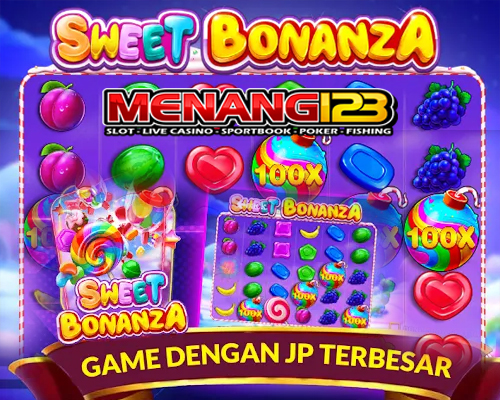 SWEET BONANZA
MENANG123
SLOT - LIVE CASINO - SPORTBOOK - POKER - FISHING
100X
100X
SWEET BONANZA
100X
100X
100X
SWEET
BONANZA
GAME DENGAN JP TERBESAR